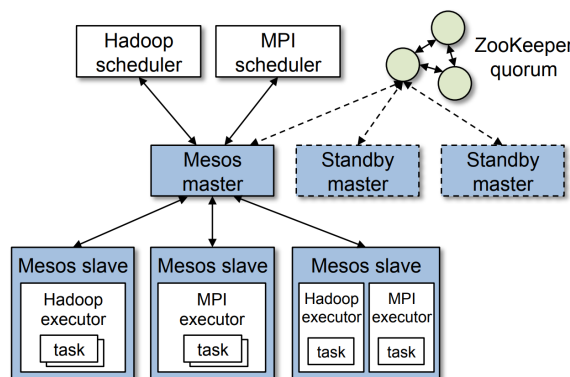 Hadoop
scheduler
MPI
scheduler
ZooKeeper
quorum
Mesos
master
Standby
master
Standby
master
Mesos slave
Hadoop
executor
task
Mesos slave
MPI
executor
task
Mesos slave
Hadoop
executor
task
MPI
executor
task